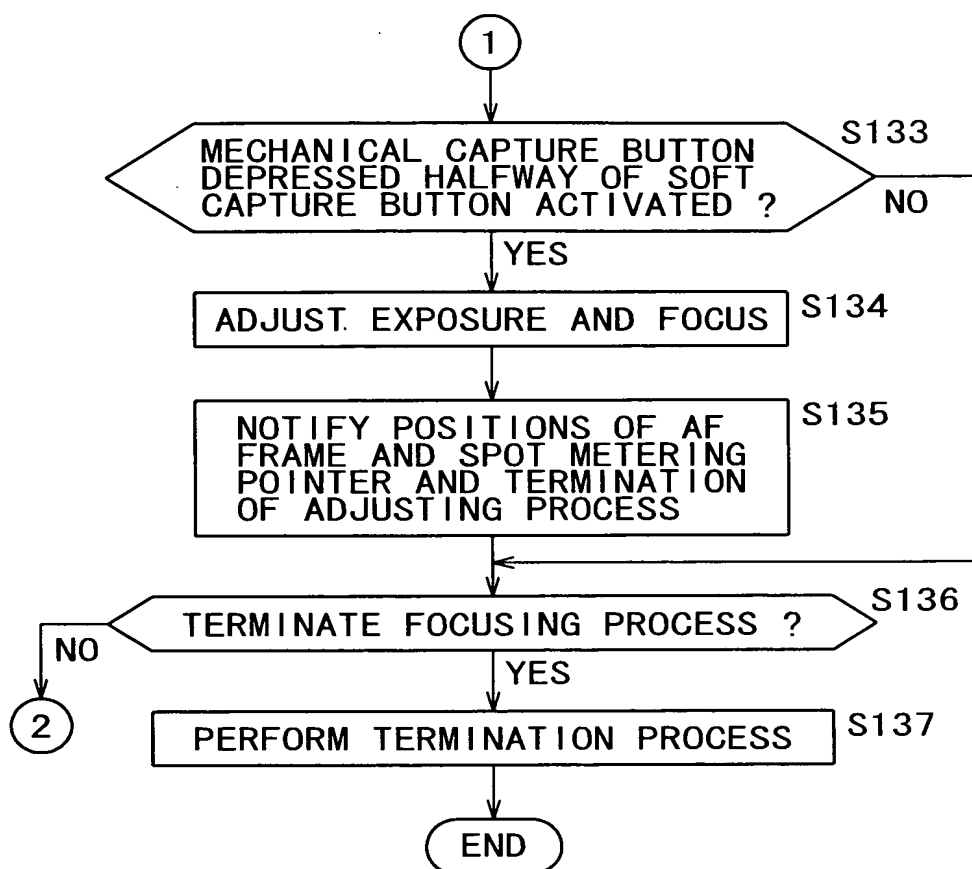 1
S133
MECHANICAL CAPTURE BUTTON
DEPRESSED HALFWAY OF SOFT
CAPTURE BUTTON ACTIVATED ?
NO
YES
ADJUST. EXPOSURE AND FOCUS
S134
NOTIFY POSITIONS OF AF
FRAME AND SPOT METERING
POINTER AND TERMINATION
OF ADJUSTING PROCESS
S135
TERMINATE FOCUSING PROCESS ?
S136
NO
YES
2
PERFORM TERMINATION PROCESS
S137
END